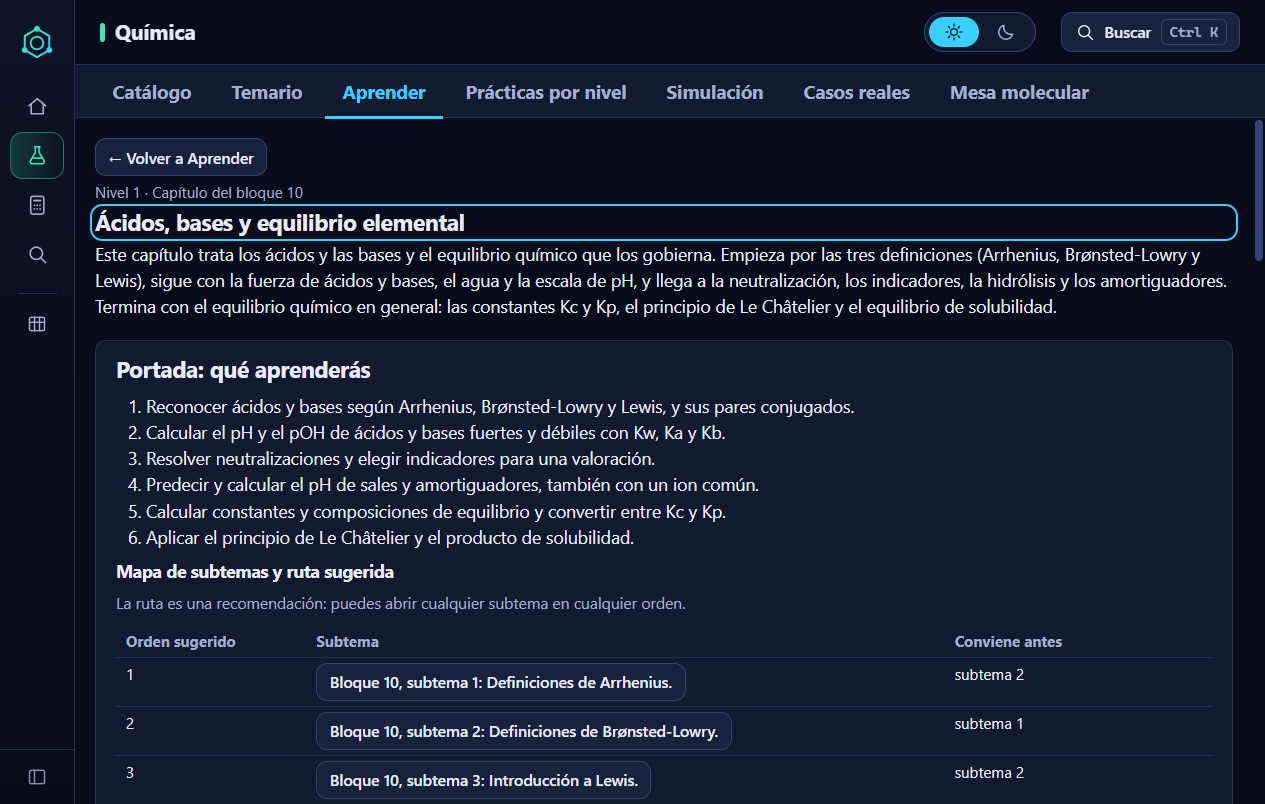 Química
Buscar Ctrl K
Catálogo Temario Aprender Prácticas por nivel Simulación Casos reales Mesa molecular
← Volver a Aprender
Nivel 1 · Capítulo del bloque 10
Ácidos, bases y equilibrio elemental
Este capítulo trata los ácidos y las bases y el equilibrio químico que los gobierna. Empieza por las tres definiciones (Arrhenius, Brønsted-Lowry y
Lewis), sigue con la fuerza de ácidos y bases, el agua y la escala de pH, y llega a la neutralización, los indicadores, la hidrólisis y los amortiguadores.
Termina con el equilibrio químico en general: las constantes Kc y Kp, el principio de Le Châtelier y el equilibrio de solubilidad.
Portada: qué aprenderás
1. Reconocer ácidos y bases según Arrhenius, Brønsted-Lowry y Lewis, y sus pares conjugados.
2. Calcular el pH y el pOH de ácidos y bases fuertes y débiles con Kw, Ka y Kb.
3. Resolver neutralizaciones y elegir indicadores para una valoración.
4. Predecir y calcular el pH de sales y amortiguadores, también con un ion común.
5. Calcular constantes y composiciones de equilibrio y convertir entre Kc y Kp.
6. Aplicar el principio de Le Châtelier y el producto de solubilidad.
Mapa de subtemas y ruta sugerida
La ruta es una recomendación: puedes abrir cualquier subtema en cualquier orden.
Orden sugerido Subtema Conviene antes
1 Bloque 10, subtema 1: Definiciones de Arrhenius. subtema 2
2 Bloque 10, subtema 2: Definiciones de Brønsted-Lowry. subtema 1
3 Bloque 10, subtema 3: Introducción a Lewis. subtema 2